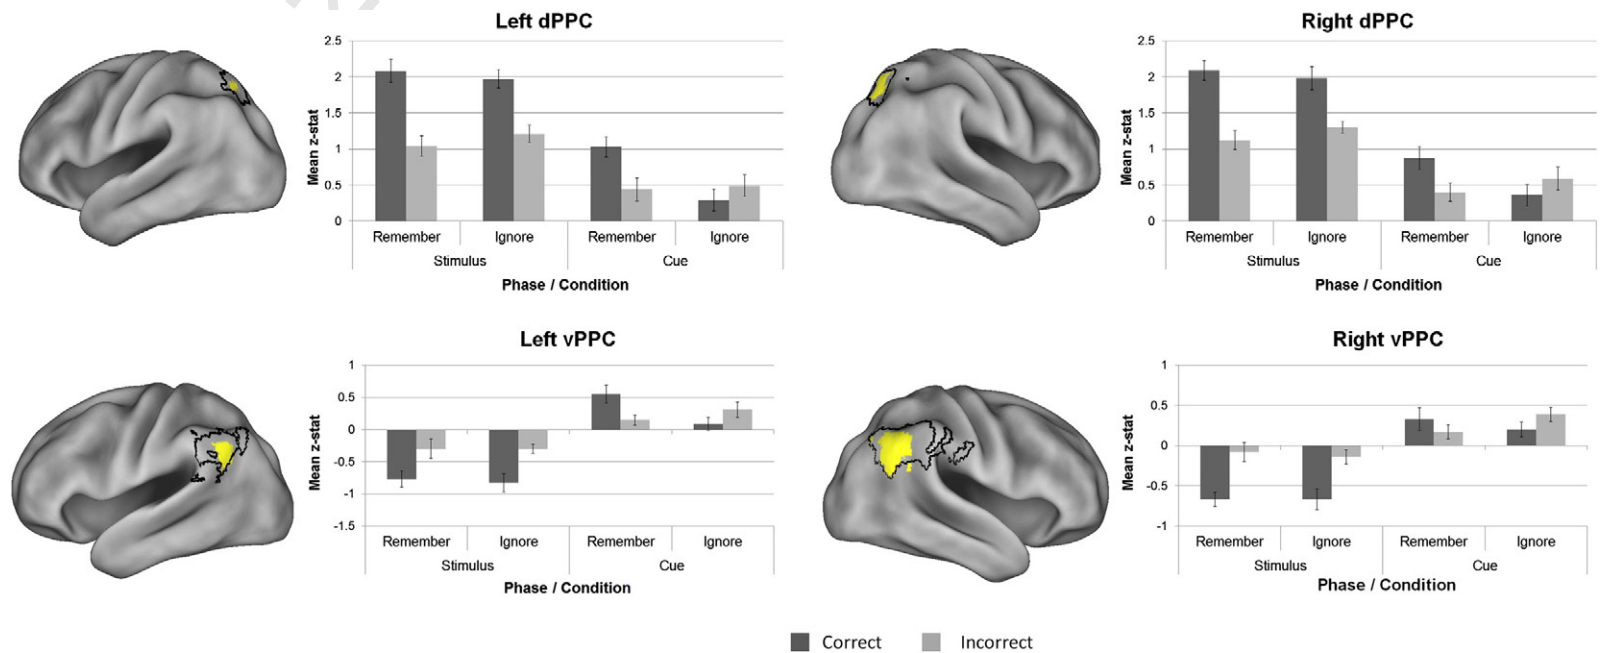 Left dPPC
Mean z-stat
2.5
2
1.5
1
0.5
0
Remember Ignore Remember Ignore
Stimulus Cue
Phase / Condition
Right dPPC
Mean z-stat
2.5
2
1.5
1
0.5
0
Remember Ignore Remember Ignore
Stimulus Cue
Phase / Condition
Left vPPC
Mean z-stat
1
0.5
0
-0.5
-1
-1.5
Remember Ignore Remember Ignore
Stimulus Cue
Phase / Condition
Right vPPC
Mean z-stat
1
0.5
0
-0.5
-1
Remember Ignore Remember Ignore
Stimulus Cue
Phase / Condition
Correct Incorrect